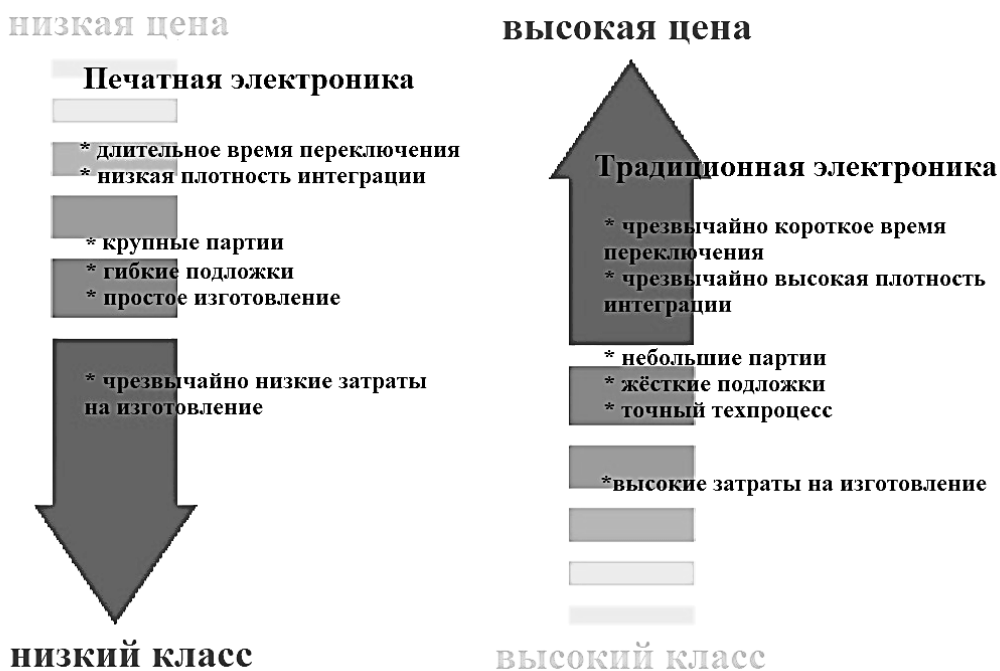 низкая цена
Печатная электроника
* длительное время переключения
* низкая плотность интеграции
* крупные партии
* гибкие подложки
* простое изготовление
* чрезвычайно низкие затраты
на изготовление
низкий класс
высокая цена
Традиционная электроника
* чрезвычайно короткое время
переключения
* чрезвычайно высокая плотность
интеграции
* небольшие партии
* жёсткие подложки
* точный техпроцесс
*высокие затраты на изготовление
высокий класс